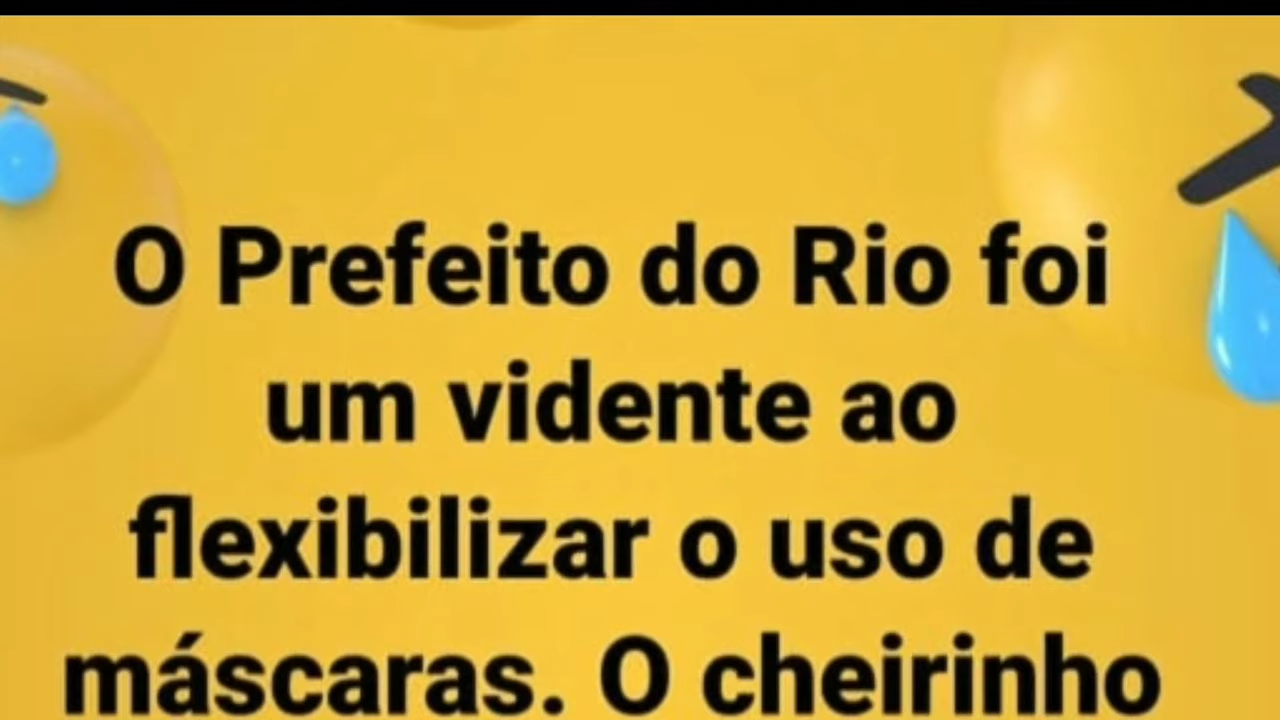 O Prefeito do Rio foi
um vidente ao
flexibilizar o uso de
máscaras. O cheirinho